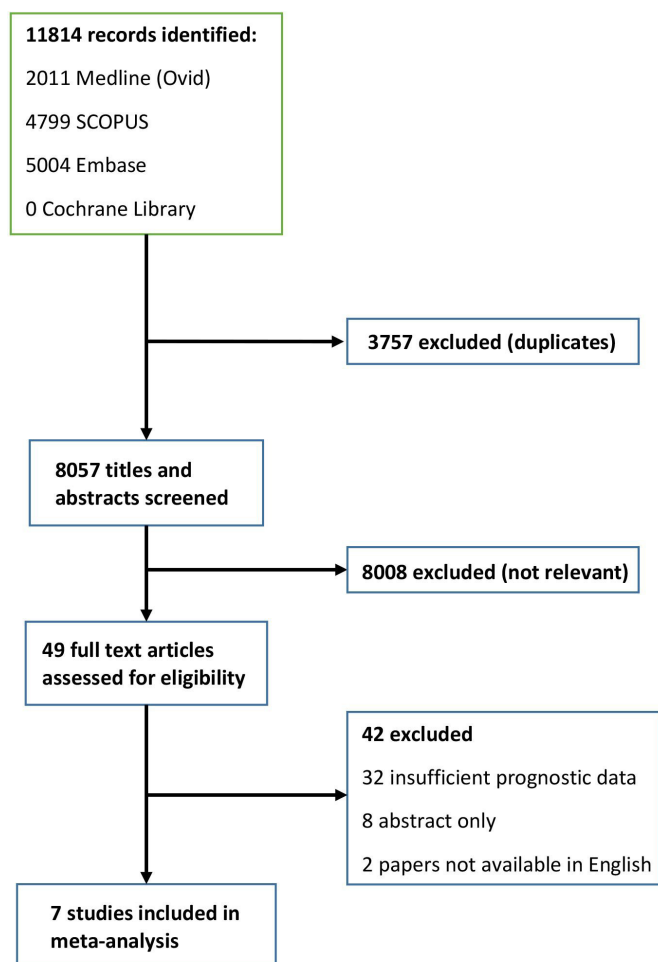 11814 records identified:
2011 Medline (Ovid)
4799 SCOPUS
5004 Embase
0 Cochrane Library
3757 excluded (duplicates)
8057 titles and
abstracts screened
8008 excluded (not relevant)
49 full text articles
assessed for eligibility
42 excluded
32 insufficient prognostic data
8 abstract only
2 papers not available in English
7 studies included in
meta-analysis